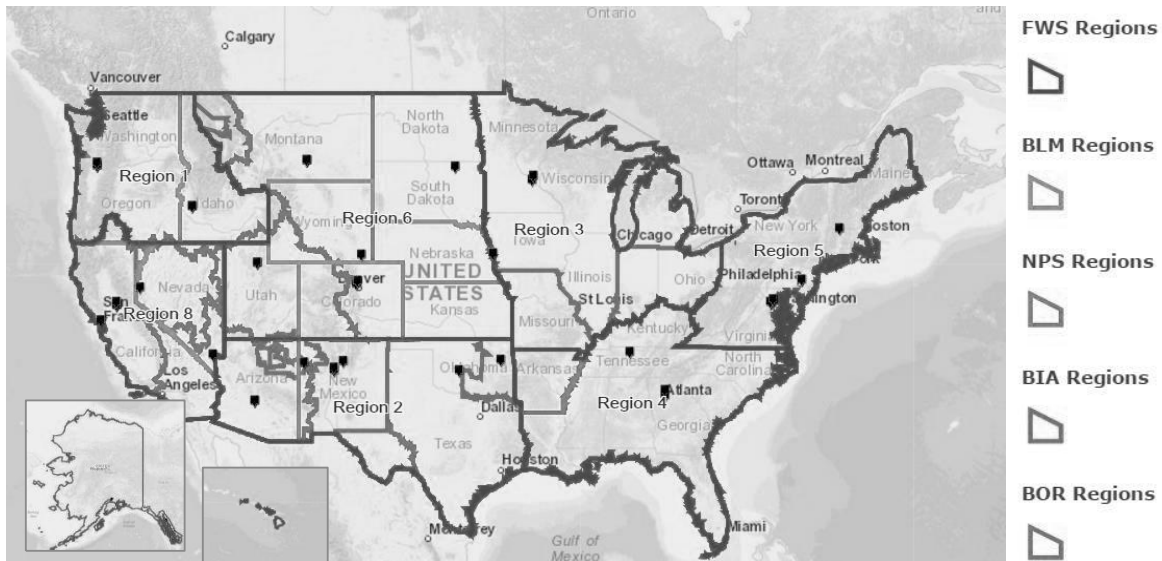 Ontario
and
Calgary
Vancouver
Seattle
Washington
Montana
North
Dakota
Minnesota
Ottawa
Montreal
Maine
Region 1
Oregon
Idaho
South
Dakota
Wisconsin
Toront
New York
Boston
Wyoming
Region 6
Region 3
Iowa
Chicago
Detroit
Region 5
Nebraska
UNITED
STATES
Illinois
Ohio
Philadelphia
Nevada
Utah
Colorado
Kansas
St Louis
San
Region 8
Missouri
Kentucky
Virginia
California
Los
Angeles
Arizona
New
Mexico
Region 2
Oklahoma
Arkansas
Tennessee
North
Carolina
Dallas
Region 4
Atlanta
Georgia
Texas
Houston
Monterrey
Gulf of
Mexico
Miami
FWS Regions
BLM Regions
NPS Regions
BIA Regions
BOR Regions